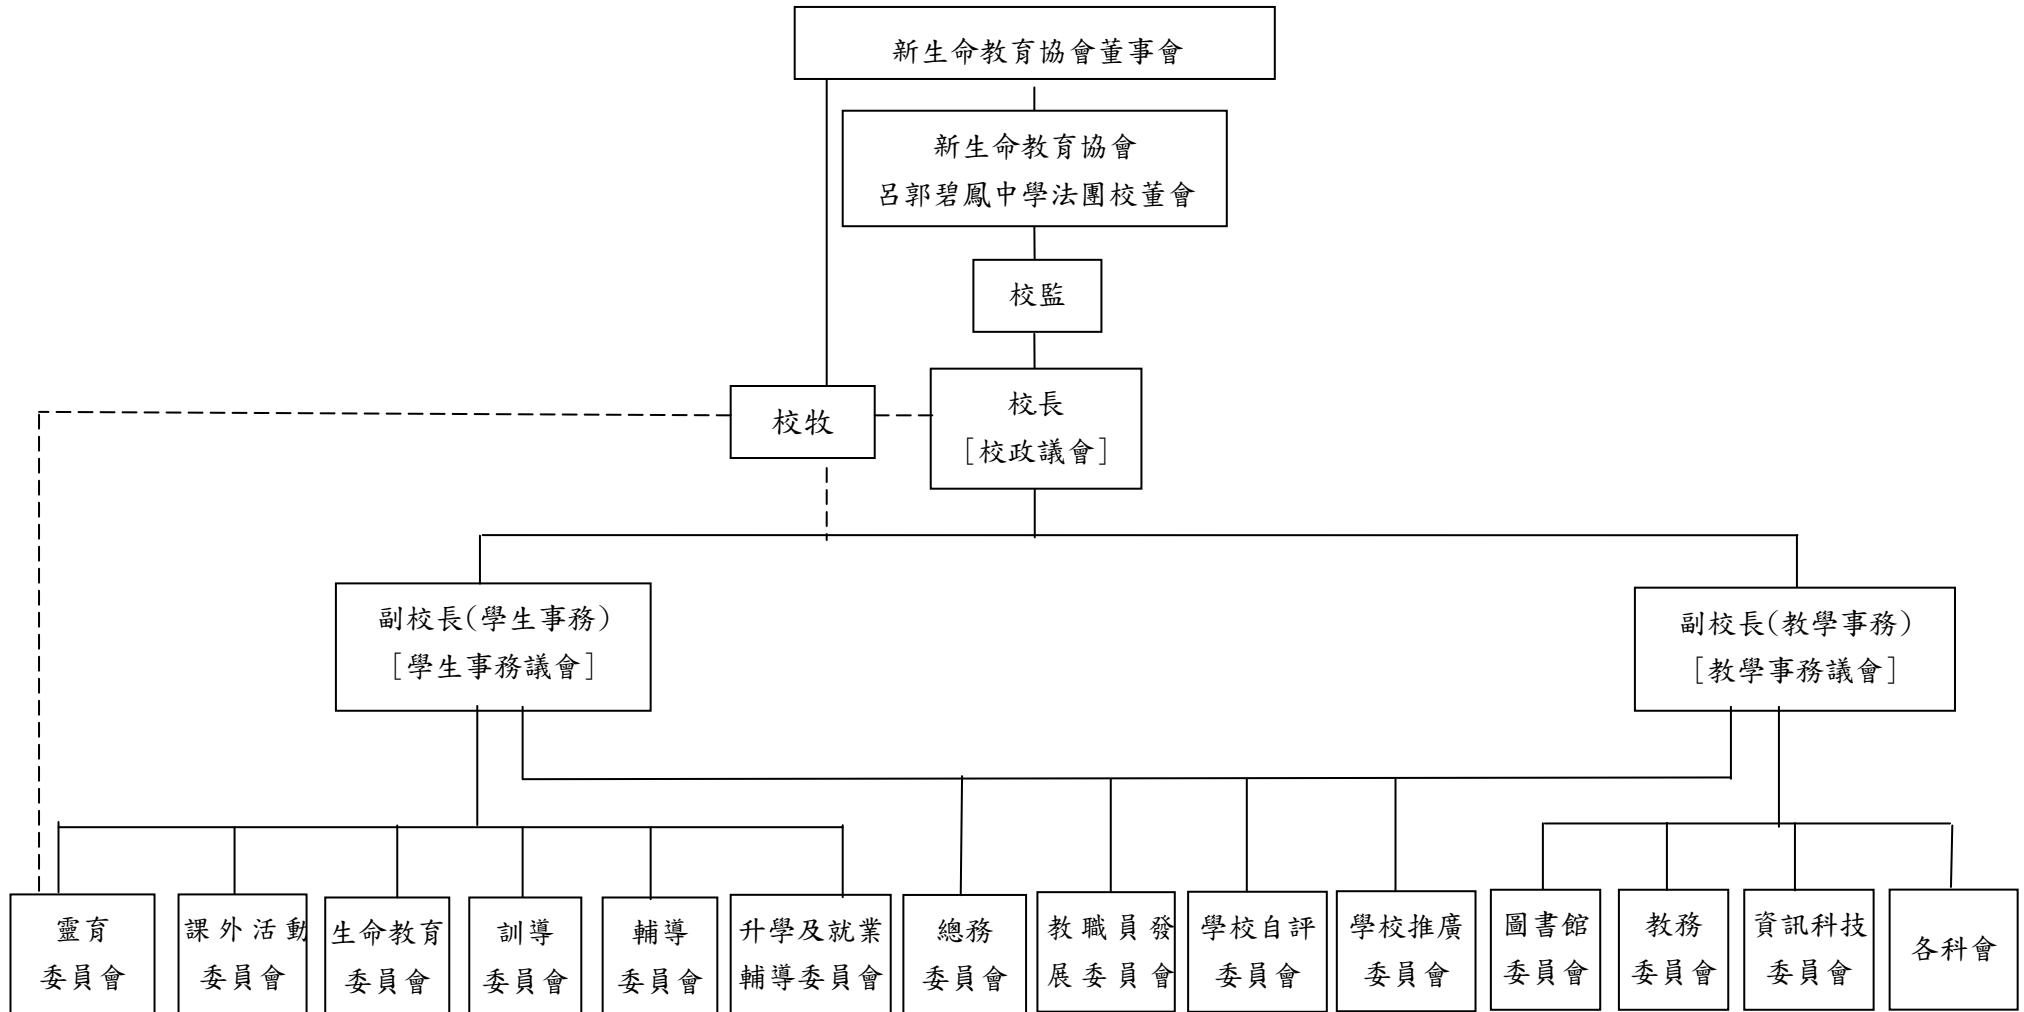 新生命教育協會董事會
新生命教育協會
呂郭碧鳳中學法團校董會
校監
校牧
校長
[校政議會]
副校長(學生事務)
[學生事務議會]
副校長(教學事務)
[教學事務議會]
靈育
委員會
課外活動
委員會
生命教育
委員會
訓導
委員會
輔導
委員會
升學及就業
輔導委員會
總務
委員會
教職員發
展委員會
學校自評
委員會
學校推廣
委員會
圖書館
委員會
教務
委員會
資訊科技
委員會
各科會